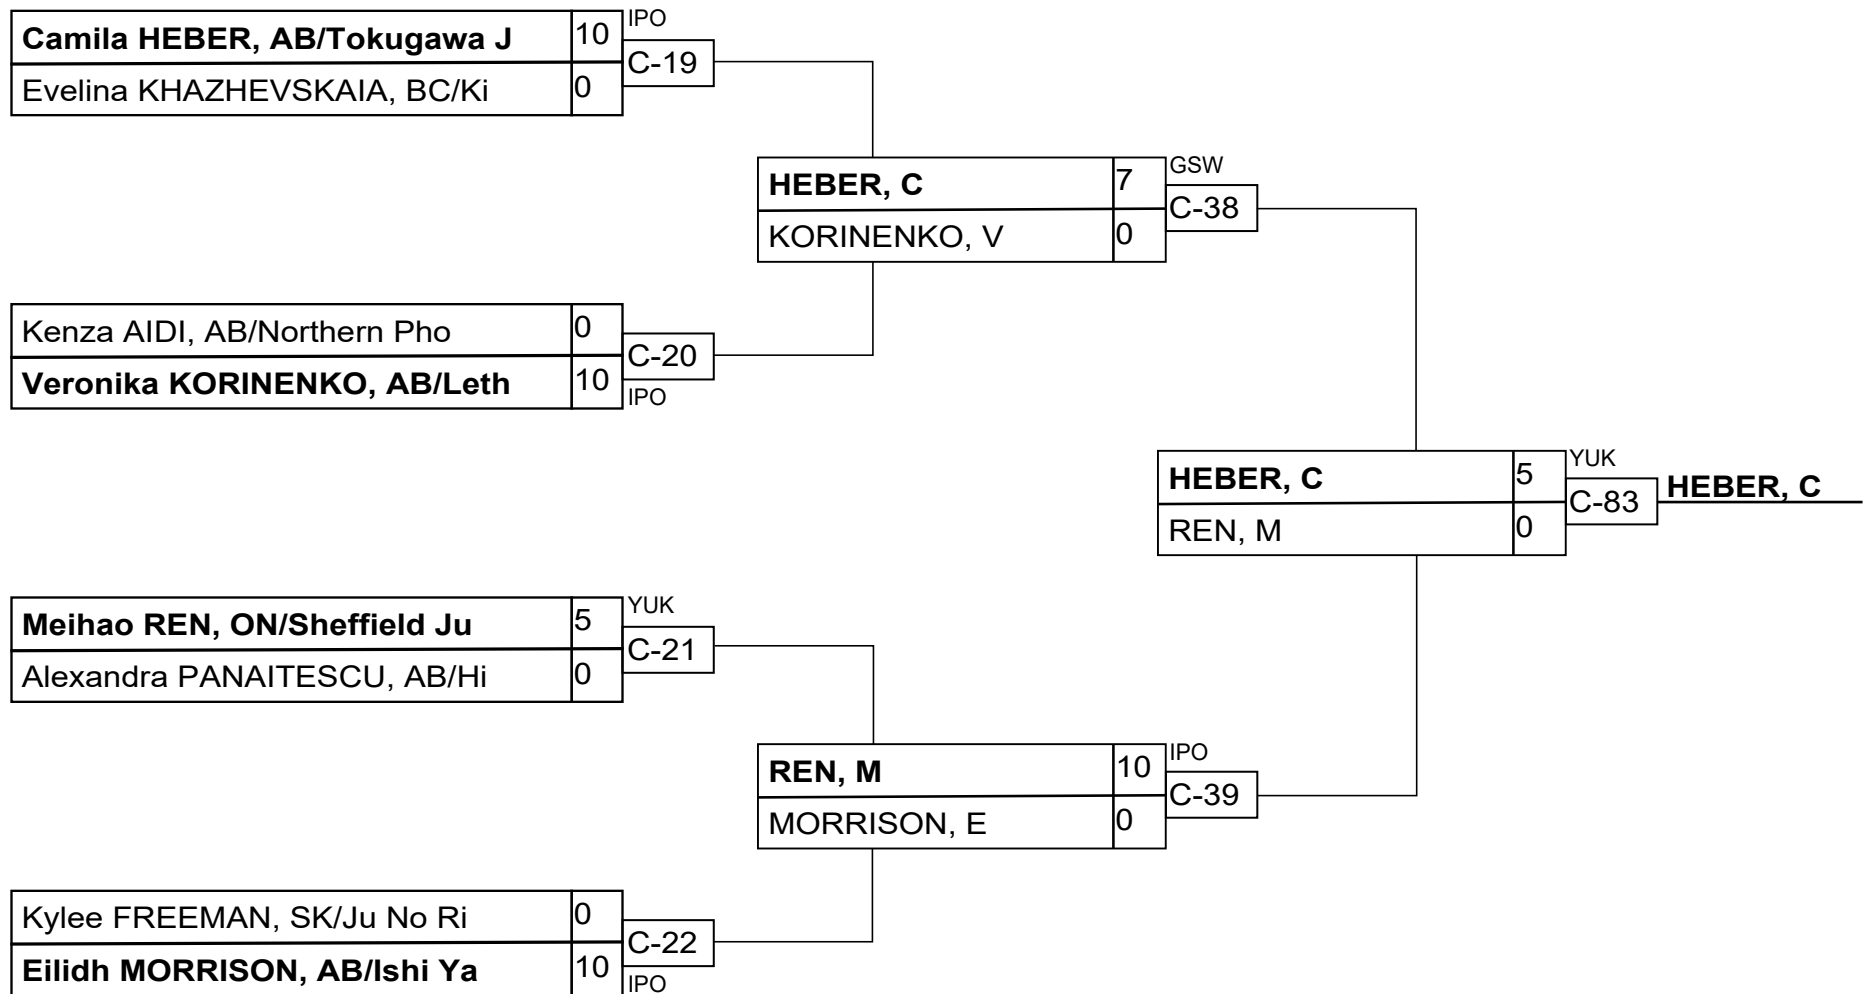 Camila HEBER, AB/Tokugawa J 10 IPO
C-19
Evelina KHAZHEVSKAIA, BC/Ki 0
HEBER, C 7 GSW
C-38
KORINENKO, V 0
Kenza AIDI, AB/Northern Pho 0
C-20
Veronika KORINENKO, AB/Leth 10 IPO
HEBER, C 5 YUK
C-83 HEBER, C
REN, M 0
Meihao REN, ON/Sheffield Ju 5 YUK
C-21
Alexandra PANAITESCU, AB/Hi 0
REN, M 10 IPO
C-39
MORRISON, E 0
Kylee FREEMAN, SK/Ju No Ri 0
C-22
Eilidh MORRISON, AB/Ishi Ya 10 IPO